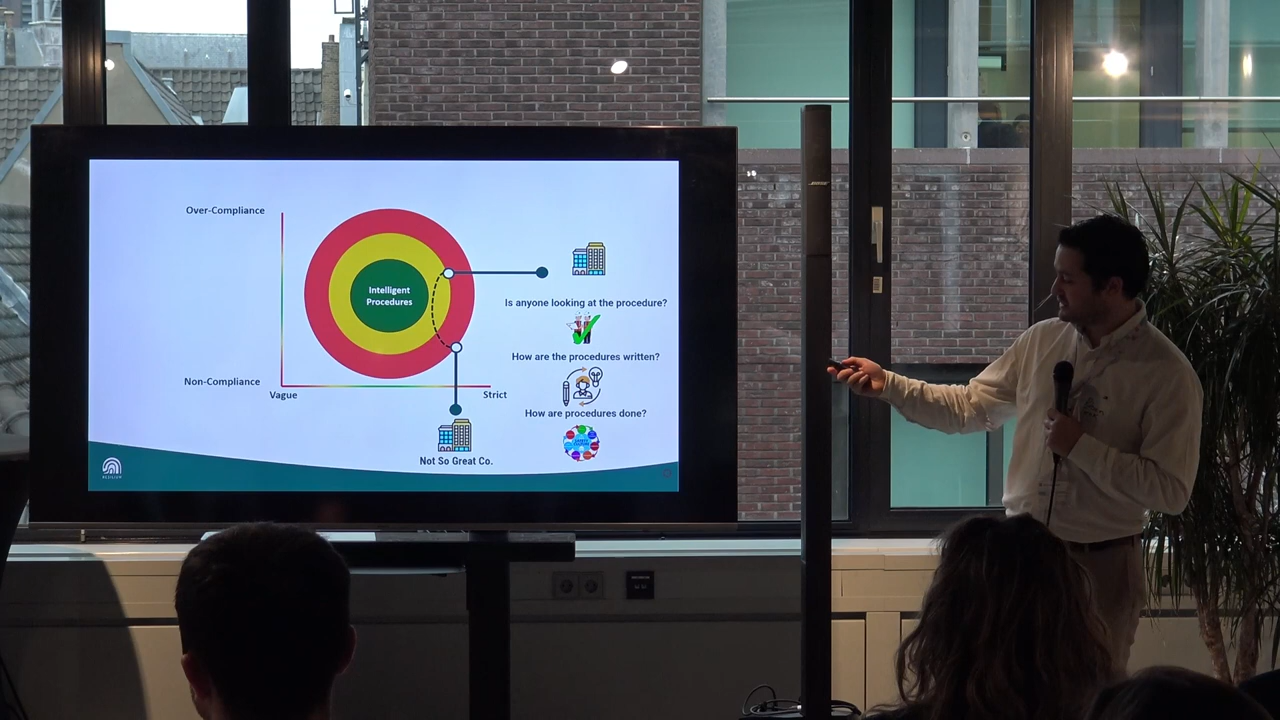 Over-Compliance
Intelligent
Procedures
Is anyone looking at the procedure?
How are the procedures written?
Non-Compliance
Vague
Strict
How are procedures done?
Not So Great Co.
RESILIUM